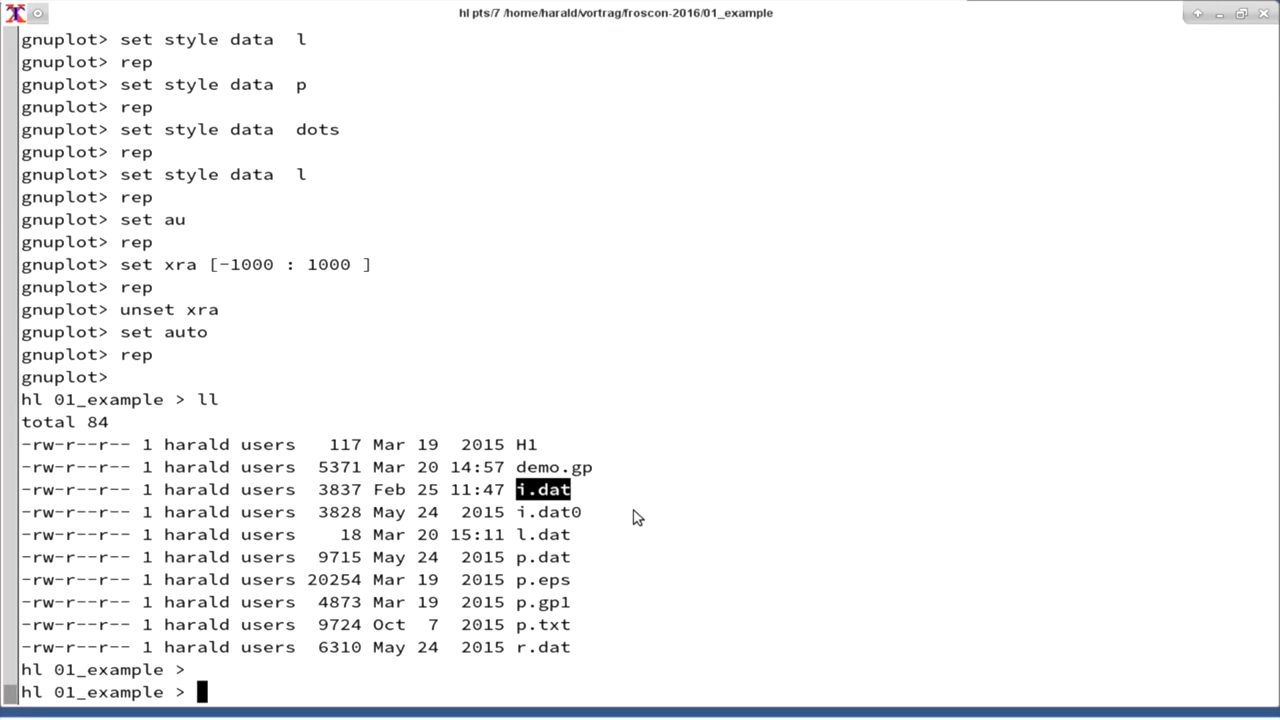 hl pts/7 /home/harald/vortrag/froscon-2016/01_example
gnuplot> set style data  l
gnuplot> rep
gnuplot> set style data  p
gnuplot> rep
gnuplot> set style data  dots
gnuplot> rep
gnuplot> set style data  l
gnuplot> rep
gnuplot> set au
gnuplot> rep
gnuplot> set xra [-1000 : 1000 ]
gnuplot> rep
gnuplot> unset xra
gnuplot> set auto
gnuplot> rep
gnuplot>
hl 01_example > ll
total 84
-rw-r--r-- 1 harald users   117 Mar 19  2015 H1
-rw-r--r-- 1 harald users  5371 Mar 20 14:57 demo.gp
-rw-r--r-- 1 harald users  3837 Feb 25 11:47 i.dat
-rw-r--r-- 1 harald users  3828 May 24  2015 i.dat0
-rw-r--r-- 1 harald users    18 Mar 20 15:11 l.dat
-rw-r--r-- 1 harald users  9715 May 24  2015 p.dat
-rw-r--r-- 1 harald users 20254 Mar 19  2015 p.eps
-rw-r--r-- 1 harald users  4873 Mar 19  2015 p.gp1
-rw-r--r-- 1 harald users  9724 Oct  7  2015 p.txt
-rw-r--r-- 1 harald users  6310 May 24  2015 r.dat
hl 01_example >
hl 01_example >